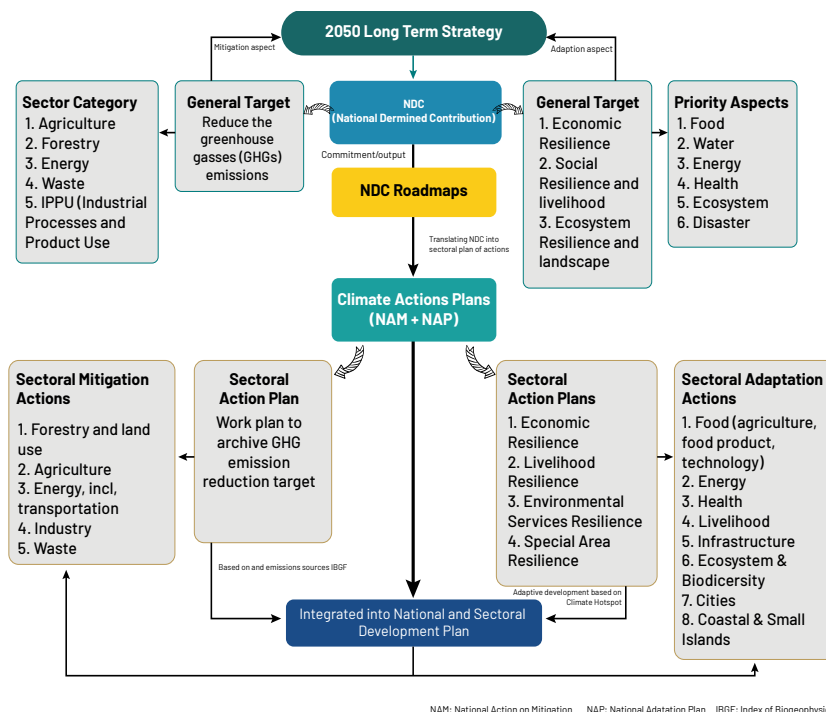 2050 Long Term Strategy
Mitigation aspect
Adaption aspect
Sector Category
1. Agriculture
2. Forestry
3. Energy
4. Waste
5. IPPU (Industrial
Processes and
Product Use
General Target
Reduce the
greenhouse
gasses (GHGs)
emissions
NDC
(National Dermined Contribution)
Commitment/output
General Target
1. Economic
Resilience
2. Social
Resilience and
livelihood
3. Ecosystem
Resilience and
landscape
Priority Aspects
1. Food
2. Water
3. Energy
4. Health
5. Ecosystem
6. Disaster
NDC Roadmaps
Translating NDC into
sectoral plan of actions
Climate Actions Plans
(NAM + NAP)
Sectoral Mitigation
Actions
1. Forestry and land
use
2. Agriculture
3. Energy, incl,
transportation
4. Industry
5. Waste
Sectoral
Action Plan
Work plan to
archive GHG
emission
reduction target
Sectoral
Action Plans
1. Economic
Resilience
2. Livelihood
Resilience
3. Environmental
Services Resilience
4. Special Area
Resilience
Sectoral Adaptation
Actions
1. Food (agriculture,
food product,
technology)
2. Energy
3. Health
4. Livelihood
5. Infrastructure
6. Ecosystem &
Biodicersity
7. Cities
8. Coastal & Small
Islands
Based on and emissions sources IBGF
Adaptive development based on
Climate Hotspot
Integrated into National and Sectoral
Development Plan
NAM: National Action on Mitigation NAP: National Adatation Plan IBGF: Index of